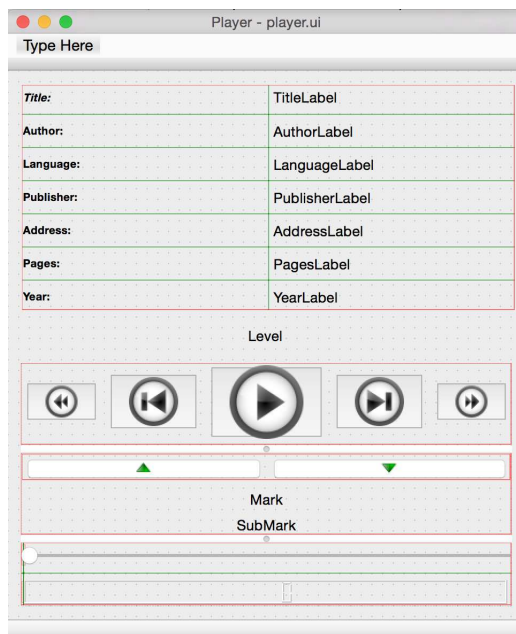 Player - player.ui
Type Here
Title: TitleLabel
Author: AuthorLabel
Language: LanguageLabel
Publisher: PublisherLabel
Address: AddressLabel
Pages: PagesLabel
Year: YearLabel
Level
Mark
SubMark